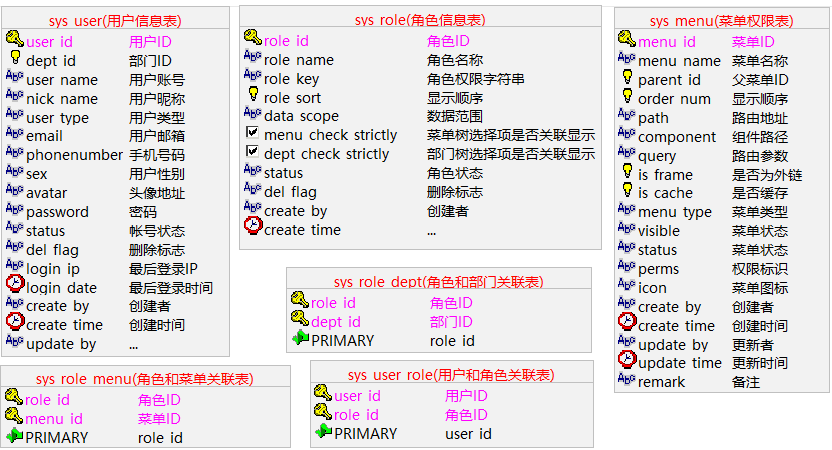 sys user(用户信息表)
user id 用户ID
dept id 部门ID
user name 用户账号
nick name 用户昵称
user type 用户类型
email 用户邮箱
phonenumber 手机号码
sex 用户性别
avatar 头像地址
password 密码
status 帐号状态
del flag 删除标志
login ip 最后登录IP
login date 最后登录时间
create by 创建者
create time 创建时间
update by ...
sys role(角色信息表)
role id 角色ID
role name 角色名称
role key 角色权限字符串
role sort 显示顺序
data scope 数据范围
menu check strictly 菜单树选择项是否关联显示
dept check strictly 部门树选择项是否关联显示
status 角色状态
del flag 删除标志
create by 创建者
create time ...
sys menu(菜单权限表)
menu id 菜单ID
menu name 菜单名称
parent id 父菜单ID
order num 显示顺序
path 路由地址
component 组件路径
query 路由参数
is frame 是否为外链
is cache 是否缓存
menu type 菜单类型
visible 菜单状态
status 菜单状态
perms 权限标识
icon 菜单图标
create by 创建者
create time 创建时间
update by 更新者
update time 更新时间
remark 备注
sys role dept(角色和部门关联表)
role id 角色ID
dept id 部门ID
PRIMARY role id
sys role menu(角色和菜单关联表)
role id 角色ID
menu id 菜单ID
PRIMARY role id
sys user role(用户和角色关联表)
user id 用户ID
role id 角色ID
PRIMARY user id